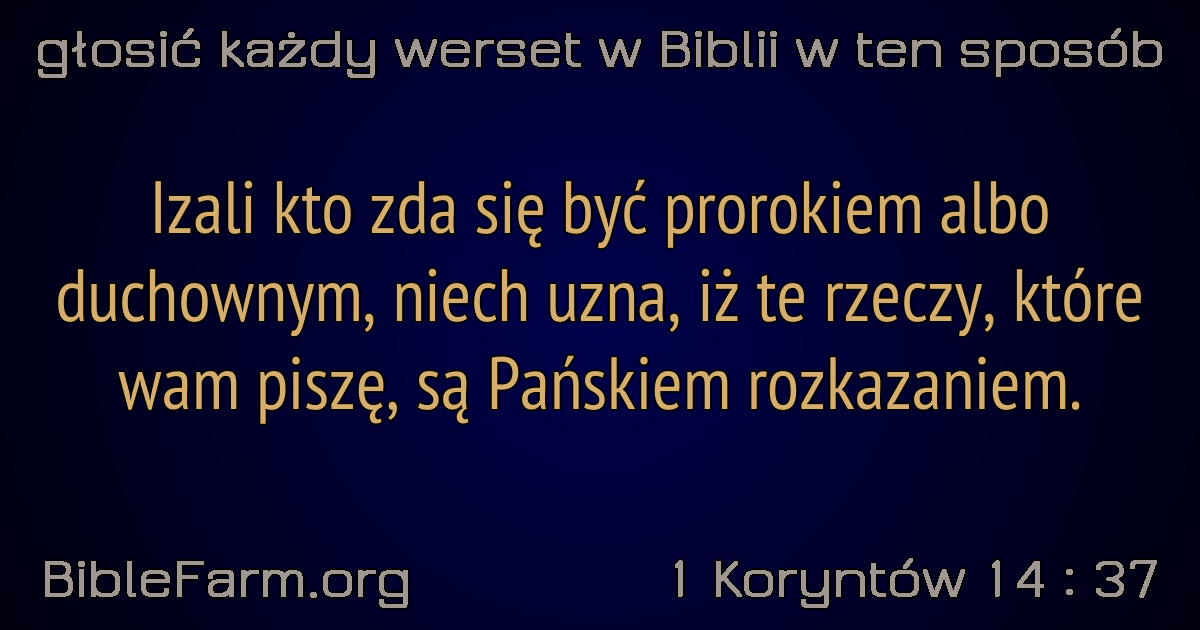 głosić każdy werset w Biblii w ten sposób
Izali kto zda się być prorokiem albo
duchownym, niech uzna, iż te rzeczy, które
wam piszę, są Pańskiem rozkazaniem.
BibleFarm.org
1 Koryntów 14 : 37